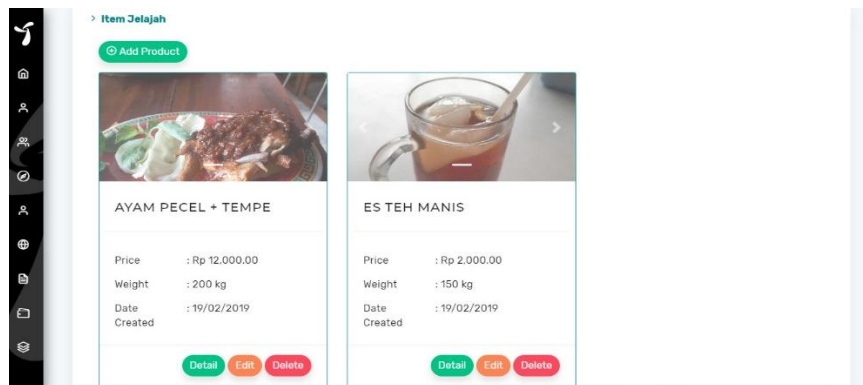 > Item Jelajah
Add Product
AYAM PECEL + TEMPE
Price : Rp 12.000.00
Weight : 200 kg
Date Created : 19/02/2019
Detail Edit Delete
ES TEH MANIS
Price : Rp 2.000.00
Weight : 150 kg
Date Created : 19/02/2019
Detail Edit Delete